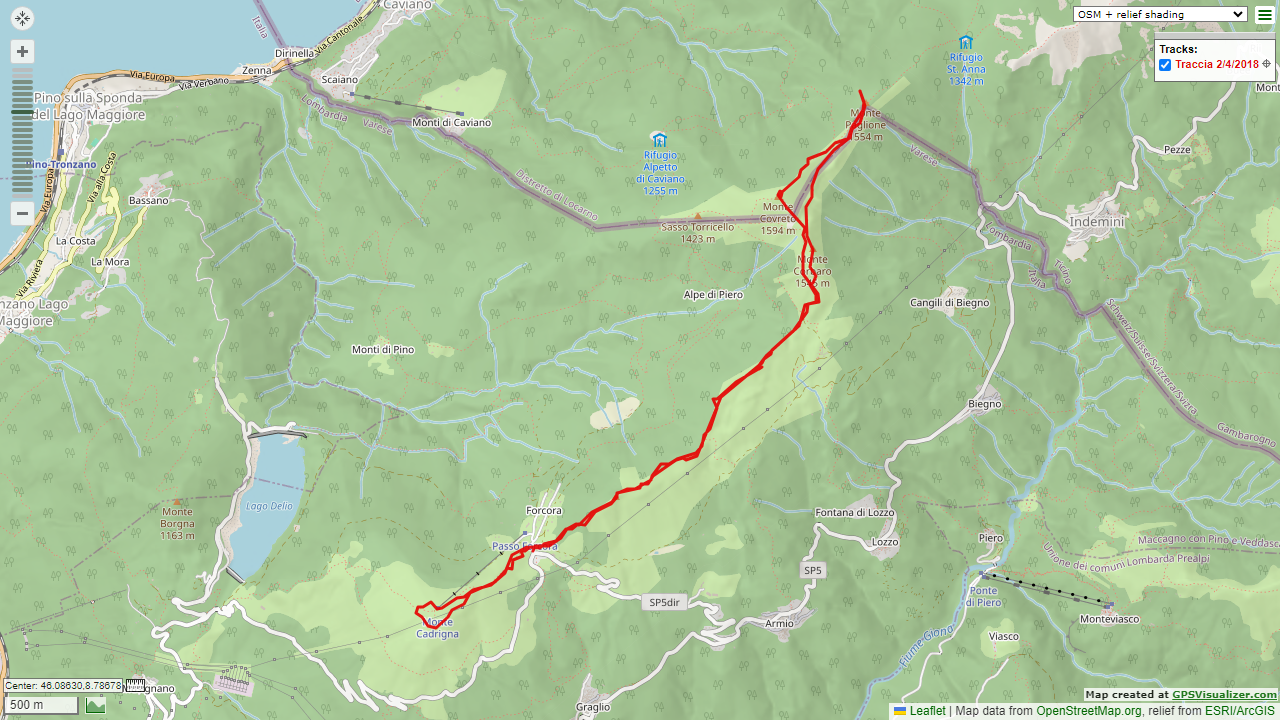 Caviano
OSM + relief shading
Tracks:
Traccia 2/4/2018
Italia
Dirinella
Via Cantonale
Zenna
Via Europa
Via Verbano
Scaiano
Pino sulla Sponda
del Lago Maggiore
Lombardia
Varese
Monti di Caviano
Rifugio
St. Anna
1342 m
Monte
Paglione
1554 m
Rifugio
Alpetto
di Caviano
1255 m
Pino-Tronzano
Via Europa
Via alla Costa
Bassano
Distretto di Locarno
Varese
Pezze
Indemini
La Costa
La Mora
Via Riviera
Monte
Covreto
1594 m
Sasso Torricello
1423 m
Lombardia
Italia
Ticino
Monte
Cornaro
Alpe di Piero
Cangili di Biegno
nzano Lago
Maggiore
Schweiz/Suisse/Svizzera/Svizra
Monti di Pino
Biegno
Gambarogno
Lago Delio
Monte
Borgna
1163 m
Forcora
Fontana di Lozzo
Lozzo
Passo Forcora
Piero
Maccagno con Pino e Veddasca
Unione dei comuni Lombarda Prealpi
SP5
SP5dir
Ponte
di Piero
Monteviasco
Armio
Monte
Cadrigna
Viasco
Fiume Giona
Graglio
Center: 46.08630,8.78678
500 m
Map created at GPSVisualizer.com
Leaflet | Map data from OpenStreetMap.org, relief from ESRI/ArcGIS